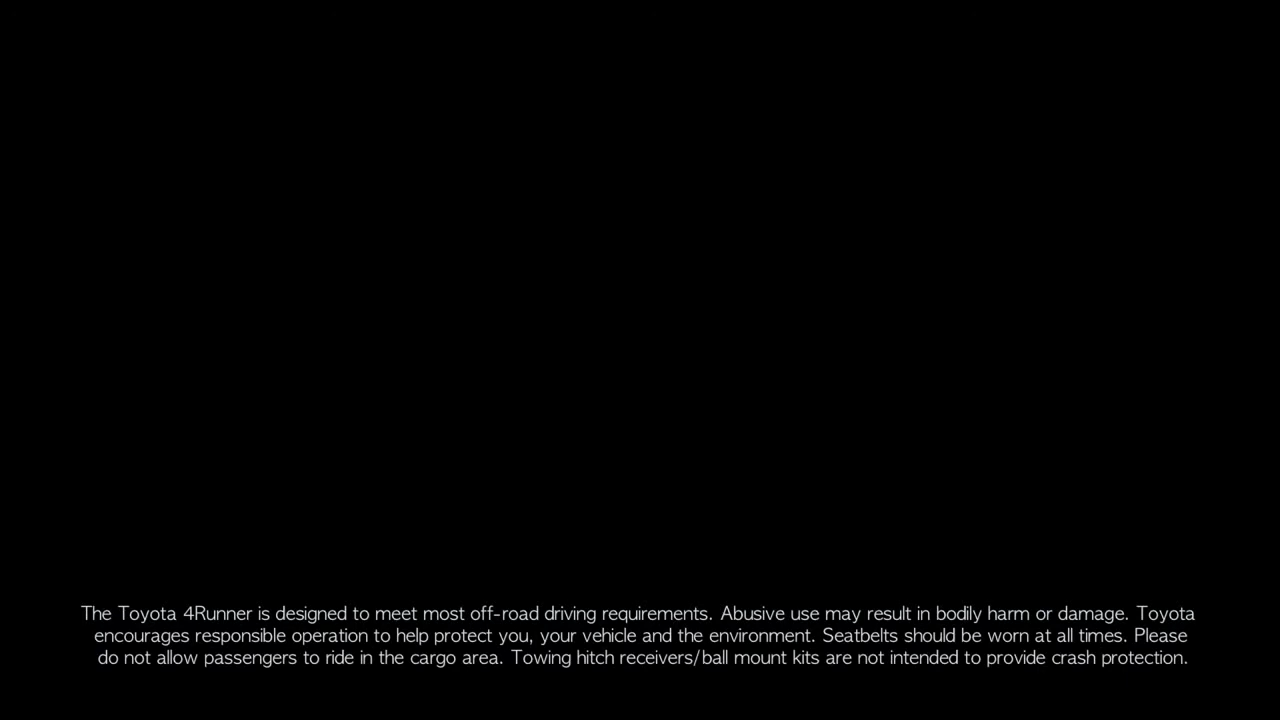 The Toyota 4Runner is designed to meet most off-road driving requirements. Abusive use may result in bodily harm or damage. Toyota
encourages responsible operation to help protect you, your vehicle and the environment. Seatbelts should be worn at all times. Please
do not allow passengers to ride in the cargo area. Towing hitch receivers/ball mount kits are not intended to provide crash protection.